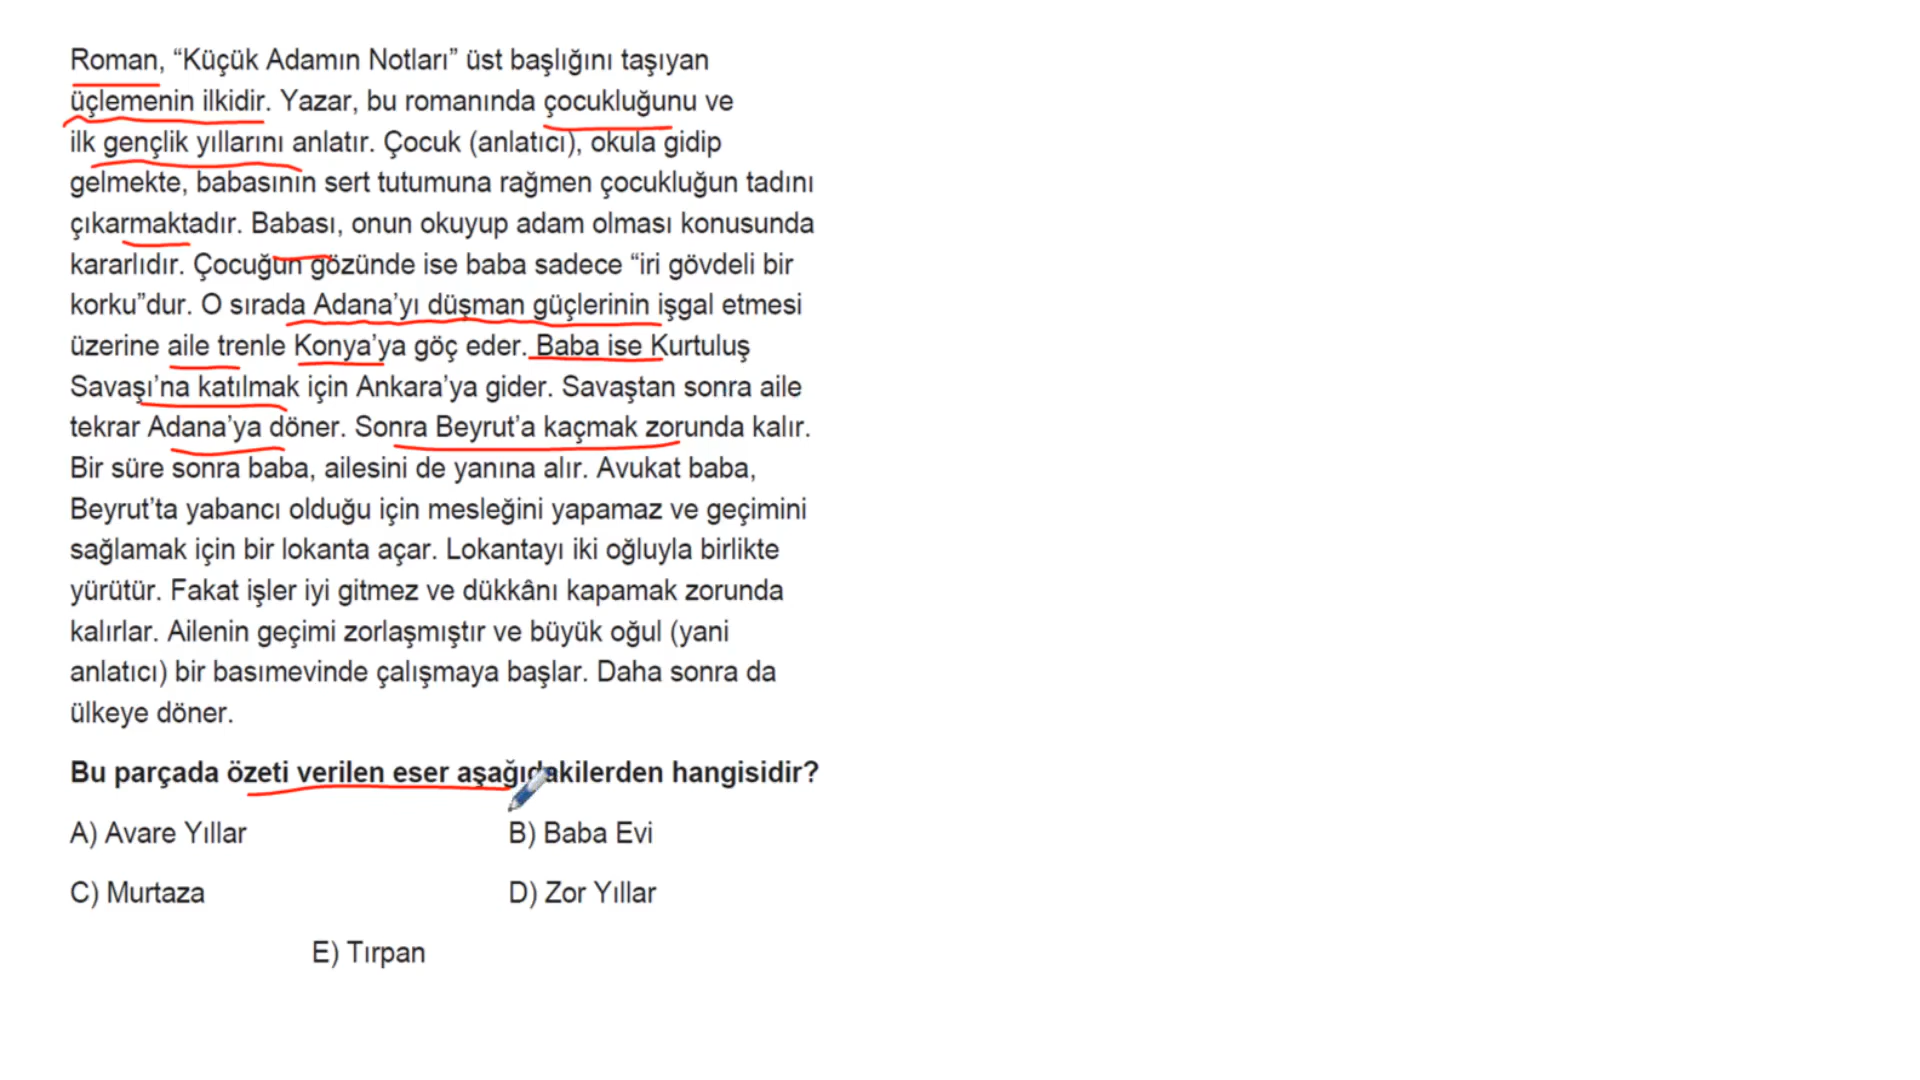 Roman, “Küçük Adamın Notları” üst başlığını taşıyan
üçlemenin ilkidir. Yazar, bu romanında çocukluğunu ve
ilk gençlik yıllarını anlatır. Çocuk (anlatıcı), okula gidip
gelmekte, babasının sert tutumuna rağmen çocukluğun tadını
çıkarmaktadır. Babası, onun okuyup adam olması konusunda
kararlıdır. Çocuğun gözünde ise baba sadece “iri gövdeli bir
korku”dur. O sırada Adana’yı düşman güçlerinin işgal etmesi
üzerine aile trenle Konya’ya göç eder. Baba ise Kurtuluş
Savaşı’na katılmak için Ankara’ya gider. Savaştan sonra aile
tekrar Adana’ya döner. Sonra Beyrut’a kaçmak zorunda kalır.
Bir süre sonra baba, ailesini de yanına alır. Avukat baba,
Beyrut’ta yabancı olduğu için mesleğini yapamaz ve geçimini
sağlamak için bir lokanta açar. Lokantayı iki oğluyla birlikte
yürütür. Fakat işler iyi gitmez ve dükkânı kapamak zorunda
kalırlar. Ailenin geçimi zorlaşmıştır ve büyük oğul (yani
anlatıcı) bir basımevinde çalışmaya başlar. Daha sonra da
ülkeye döner.
Bu parçada özeti verilen eser aşağıdakilerden hangisidir?
A) Avare Yıllar
B) Baba Evi
C) Murtaza
D) Zor Yıllar
E) Tırpan